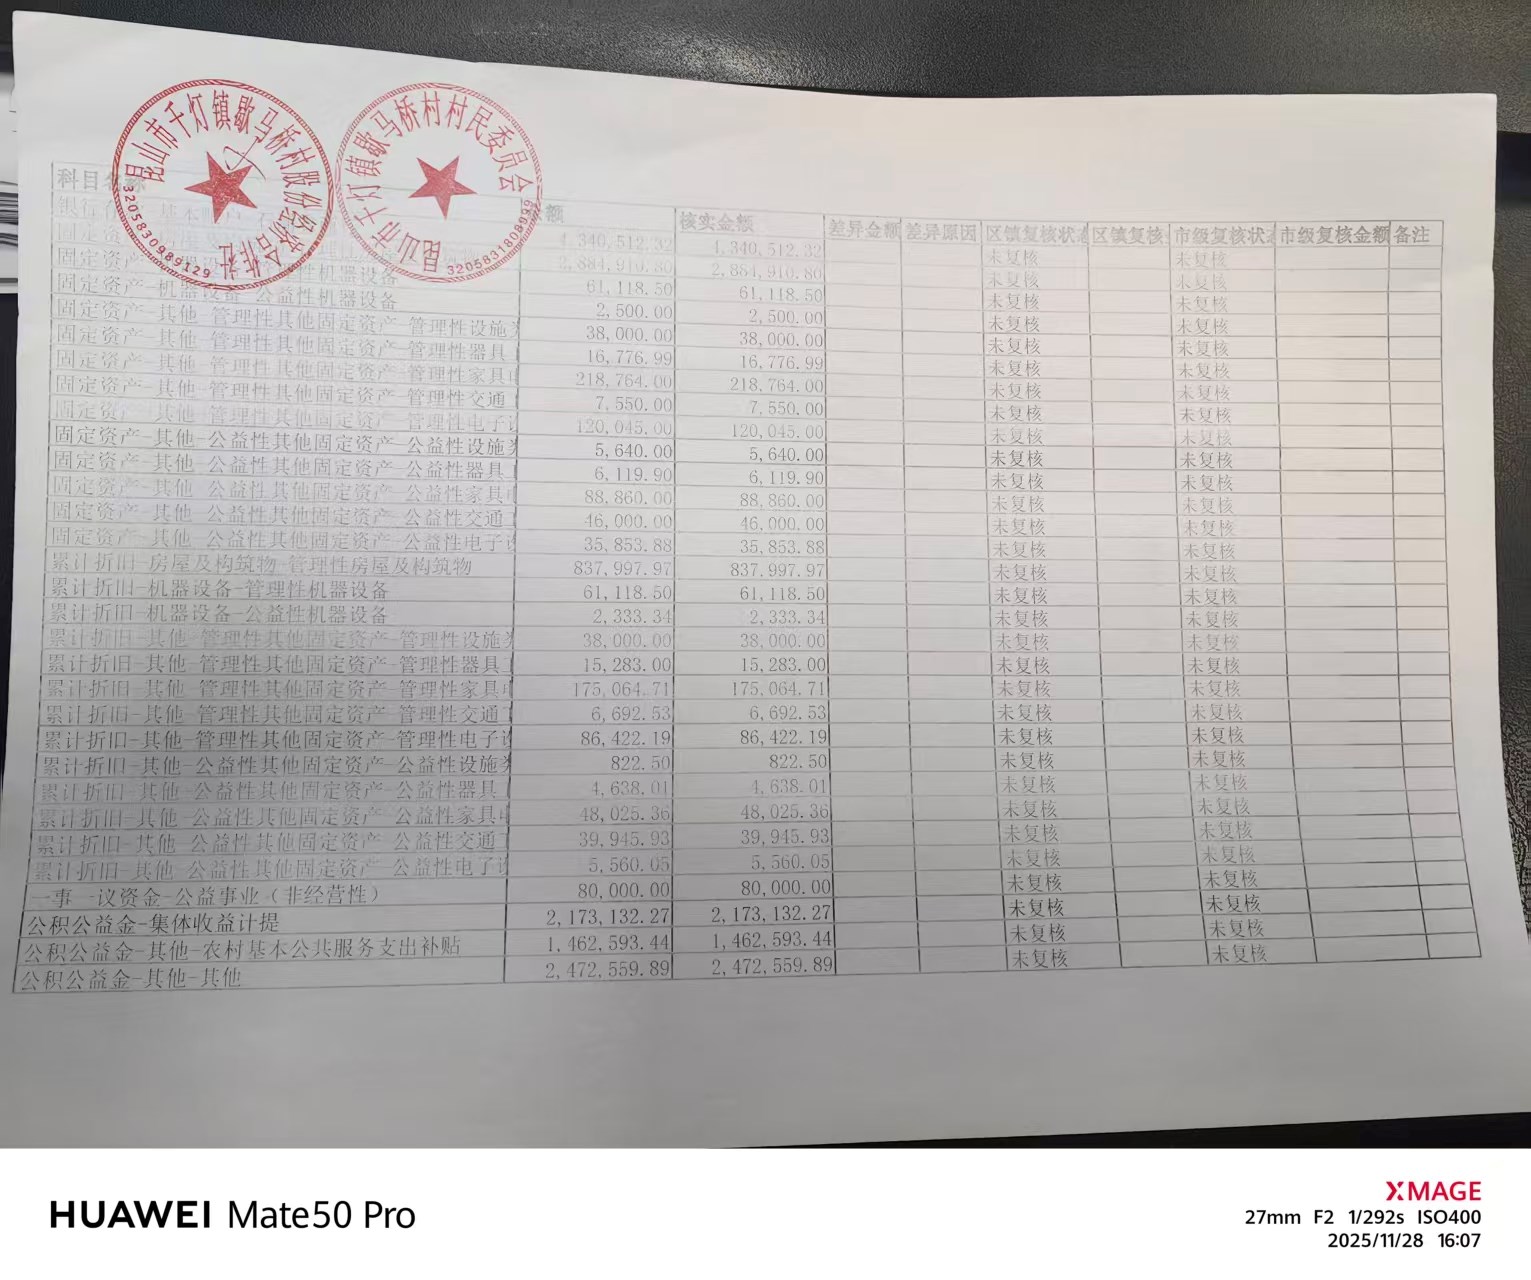 昆山市千灯镇歇马桥村股份经济合作社
3205830989129
昆山市千灯镇歇马桥村村民委员会
3205831808999
科目名称 额 核实金额 差异金额 差异原因 区镇复核状态 区镇复核 市级复核状态 市级复核金额 备注
银行存 基本 4,340,512.32 4,340,512.32 未复核 未复核
固定资 2,884,910.80 2,884,910.80 未复核 未复核
固定资产 机器设备 61,118.50 61,118.50 未复核 未复核
固定资产-机器设备-公益性机器设备 2,500.00 2,500.00 未复核 未复核
固定资产-其他-管理性其他固定资产-管理性设施 38,000.00 38,000.00 未复核 未复核
固定资产-其他-管理性其他固定资产-管理性器具 16,776.99 16,776.99 未复核 未复核
固定资产-其他-管理性其他固定资产-管理性家具 218,764.00 218,764.00 未复核 未复核
固定资产-其他-管理性其他固定资产-管理性交通 7,550.00 7,550.00 未复核 未复核
固定资产-其他-管理性其他固定资产-管理性电子 120,045.00 120,045.00 未复核 未复核
固定资产-其他-公益性其他固定资产-公益性设施 5,640.00 5,640.00 未复核 未复核
固定资产-其他-公益性其他固定资产-公益性器具 6,119.90 6,119.90 未复核 未复核
固定资产-其他-公益性其他固定资产-公益性家具 88,860.00 88,860.00 未复核 未复核
固定资产-其他-公益性其他固定资产-公益性交通 46,000.00 46,000.00 未复核 未复核
固定资产-其他-公益性其他固定资产-公益性电子 35,853.88 35,853.88 未复核 未复核
累计折旧-房屋及构筑物-管理性房屋及构筑物 837,997.97 837,997.97 未复核 未复核
累计折旧-机器设备-管理性机器设备 61,118.50 61,118.50 未复核 未复核
累计折旧-机器设备-公益性机器设备 2,333.34 2,333.34 未复核 未复核
累计折旧-其他-管理性其他固定资产-管理性设施 38,000.00 38,000.00 未复核 未复核
累计折旧-其他-管理性其他固定资产-管理性器具 15,283.00 15,283.00 未复核 未复核
累计折旧-其他-管理性其他固定资产-管理性家具 175,064.71 175,064.71 未复核 未复核
累计折旧-其他-管理性其他固定资产-管理性交通 6,692.53 6,692.53 未复核 未复核
累计折旧-其他-管理性其他固定资产-管理性电子 86,422.19 86,422.19 未复核 未复核
累计折旧-其他-公益性其他固定资产-公益性设施 822.50 822.50 未复核 未复核
累计折旧-其他-公益性其他固定资产-公益性器具 4,638.01 4,638.01 未复核 未复核
累计折旧-其他-公益性其他固定资产-公益性家具 48,025.36 48,025.36 未复核 未复核
累计折旧-其他-公益性其他固定资产-公益性交通 39,945.93 39,945.93 未复核 未复核
累计折旧-其他-公益性其他固定资产-公益性电子 5,560.05 5,560.05 未复核 未复核
一事一议资金-公益事业(非经营性) 80,000.00 80,000.00 未复核 未复核
公积公益金-集体收益计提 2,173,132.27 2,173,132.27 未复核 未复核
公积公益金-其他-农村基本公共服务支出补贴 1,462,593.44 1,462,593.44 未复核 未复核
公积公益金-其他-其他 2,472,559.89 2,472,559.89 未复核 未复核
HUAWEI Mate50 Pro
XMAGE
27mm F2 1/292s ISO400
2025/11/28 16:07